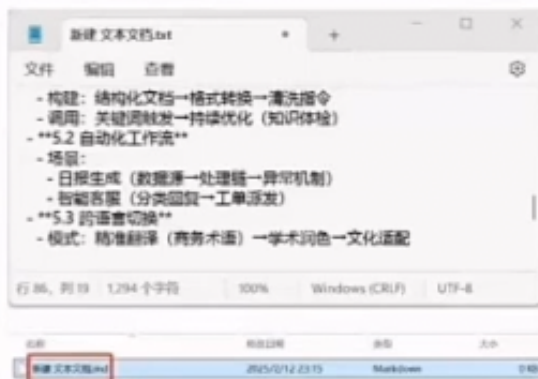 新建 文本文档.txt
文件 编辑 查看
- 构建：结构化文档→格式转换→清洗指令
- 调用：关键词触发→持续优化（知识体检）
- **5.2 自动化工作流**
- 场景：
- 日报生成（数据源→处理链→异常机制）
- 智能客服（分类回复→工单派发）
- **5.3 跨语言切换**
- 模式：精准翻译（商务术语）→学术润色→文化适配
行 86，列 19 1,294 个字符 100% Windows (CRLF) UTF-8
名称 修改日期 类型 大小
新建 文本文档.md 2025/2/12 23:15 Markdown 0 KB